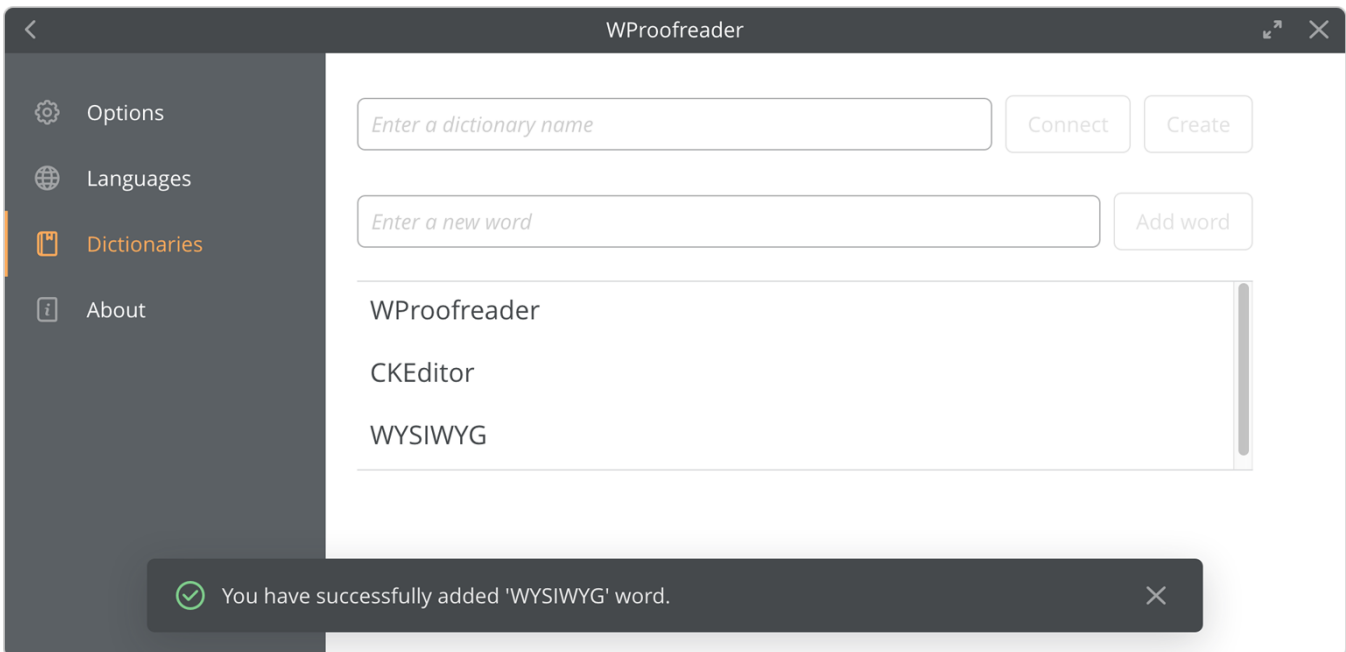 WProofreader
Options
Languages
Dictionaries
About
Enter a dictionary name
Connect
Create
Enter a new word
Add word
WProofreader
CKEditor
WYSIWYG
You have successfully added 'WYSIWYG' word.